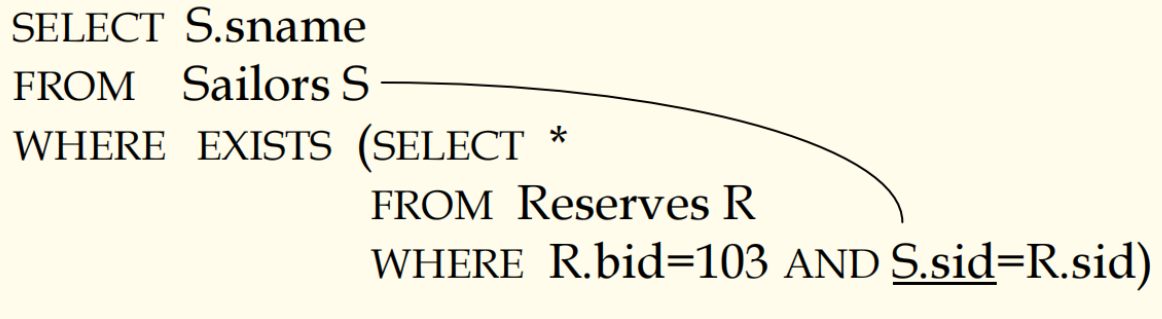 SELECT S.sname
FROM Sailors S
WHERE EXISTS (SELECT *
FROM Reserves R
WHERE R.bid=103 AND S.sid=R.sid)